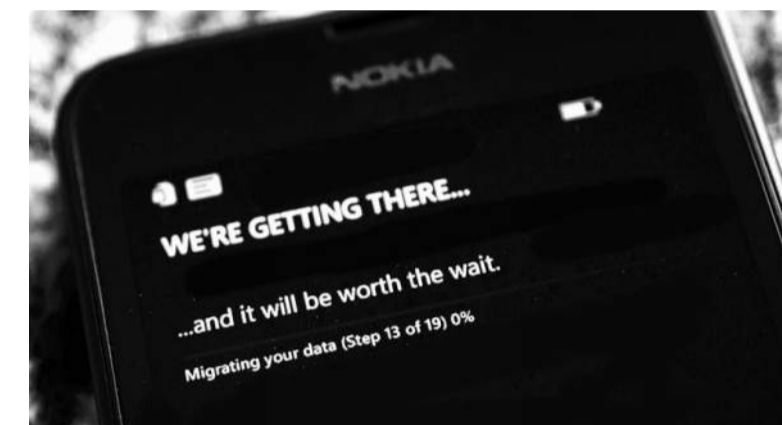 NOKIA
WE'RE GETTING THERE...
...and it will be worth the wait.
Migrating your data (Step 13 of 19) 0%